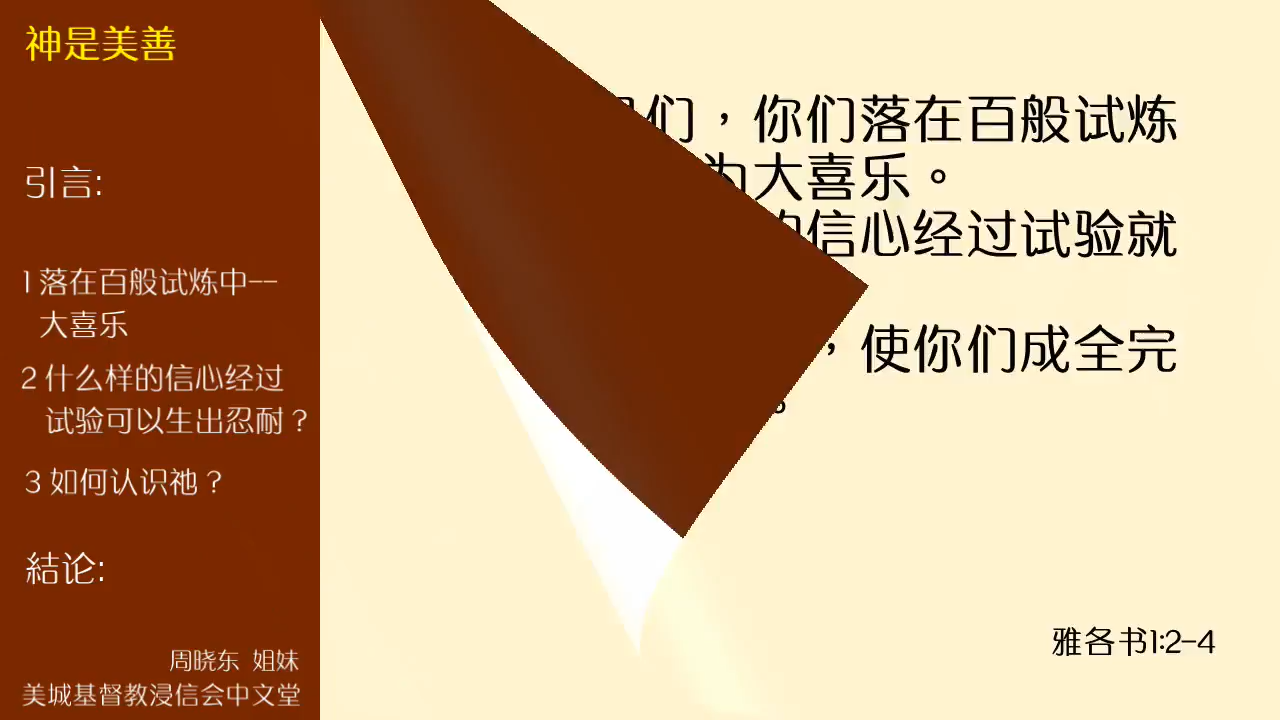 神是美善
引言:
1 落在百般试炼中--
大喜乐
2 什么样的信心经过
试验可以生出忍耐？
3 如何认识祂？
結论:
周晓东 姐妹
美城基督教浸信会中文堂
们，你们落在百般试炼
为大喜乐。
信心经过试验就
，使你们成全完
。
雅各书1:2-4